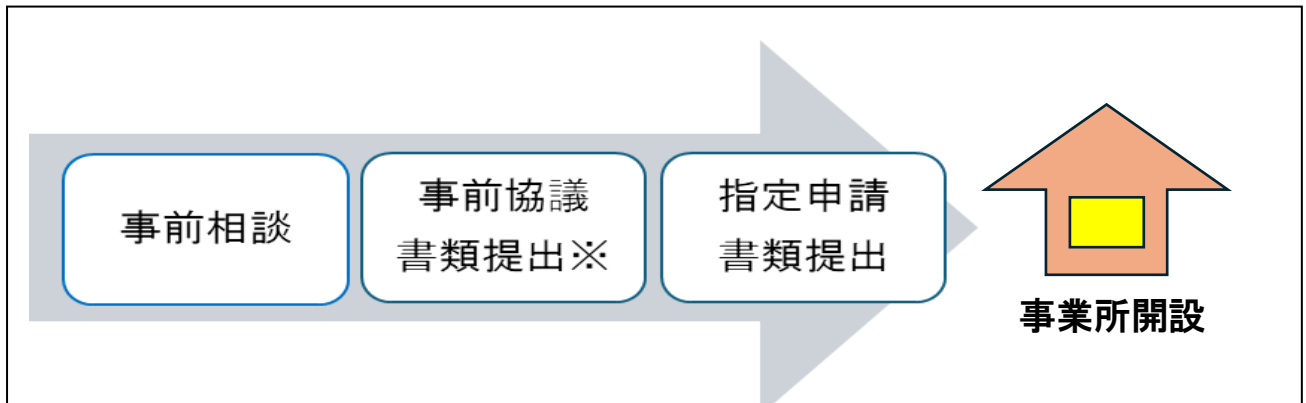 事前相談
事前協議
書類提出※
指定申請
書類提出
事業所開設